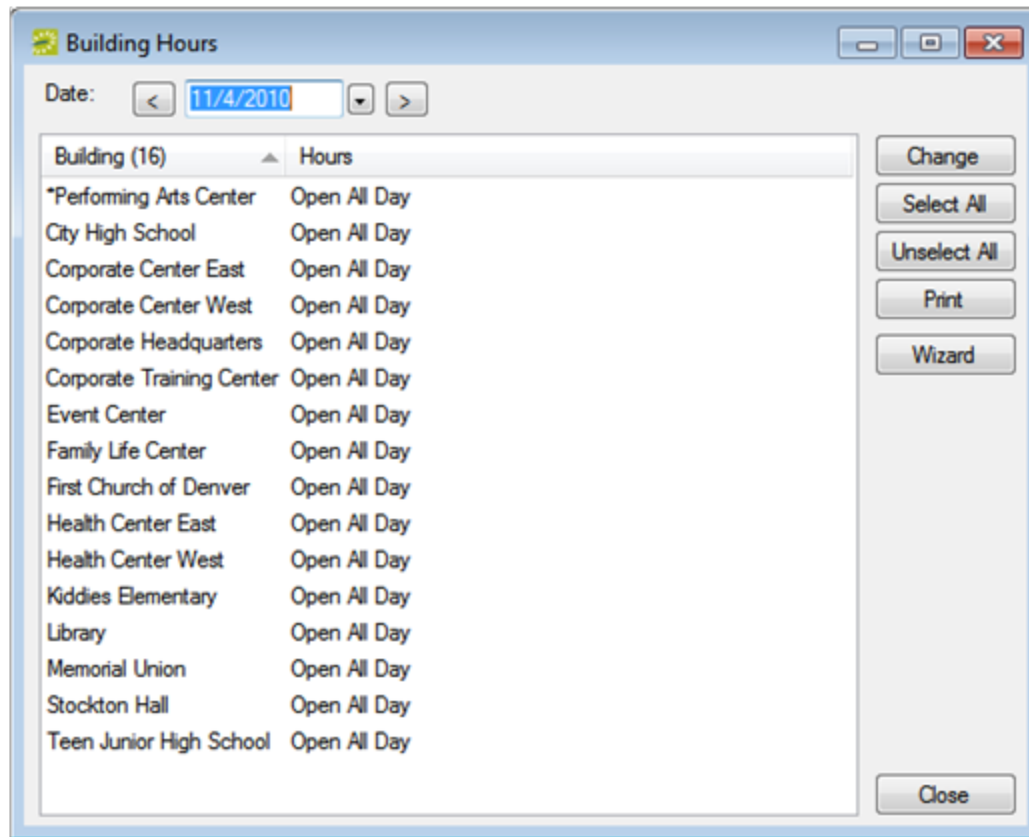 Building Hours
Date: < 11/4/2010 >
Building (16) Hours
*Performing Arts Center Open All Day
City High School Open All Day
Corporate Center East Open All Day
Corporate Center West Open All Day
Corporate Headquarters Open All Day
Corporate Training Center Open All Day
Event Center Open All Day
Family Life Center Open All Day
First Church of Denver Open All Day
Health Center East Open All Day
Health Center West Open All Day
Kiddies Elementary Open All Day
Library Open All Day
Memorial Union Open All Day
Stockton Hall Open All Day
Teen Junior High School Open All Day
Change
Select All
Unselect All
Print
Wizard
Close